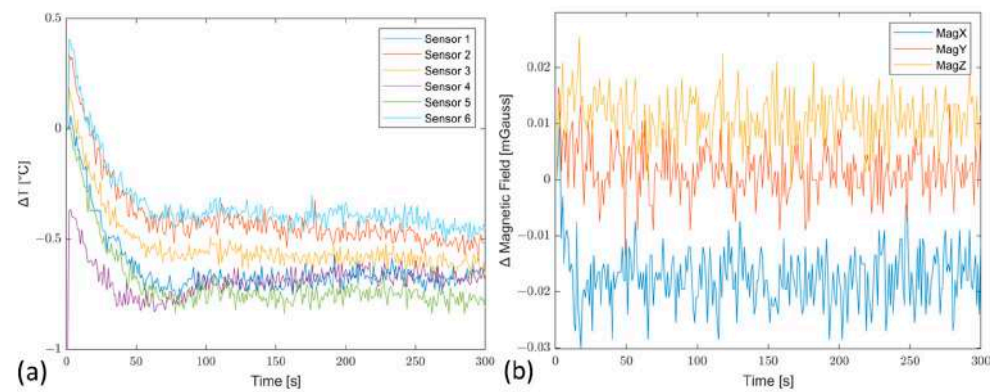 0.5
0
−0.5
−1
ΔT [°C]
Sensor 1
Sensor 2
Sensor 3
Sensor 4
Sensor 5
Sensor 6
0 50 100 150 200 250 300
Time [s]
(a)
0.02
0.01
0
−0.01
−0.02
−0.03
Δ Magnetic Field [mGauss]
MagX
MagY
MagZ
0 50 100 150 200 250 300
Time [s]
(b)